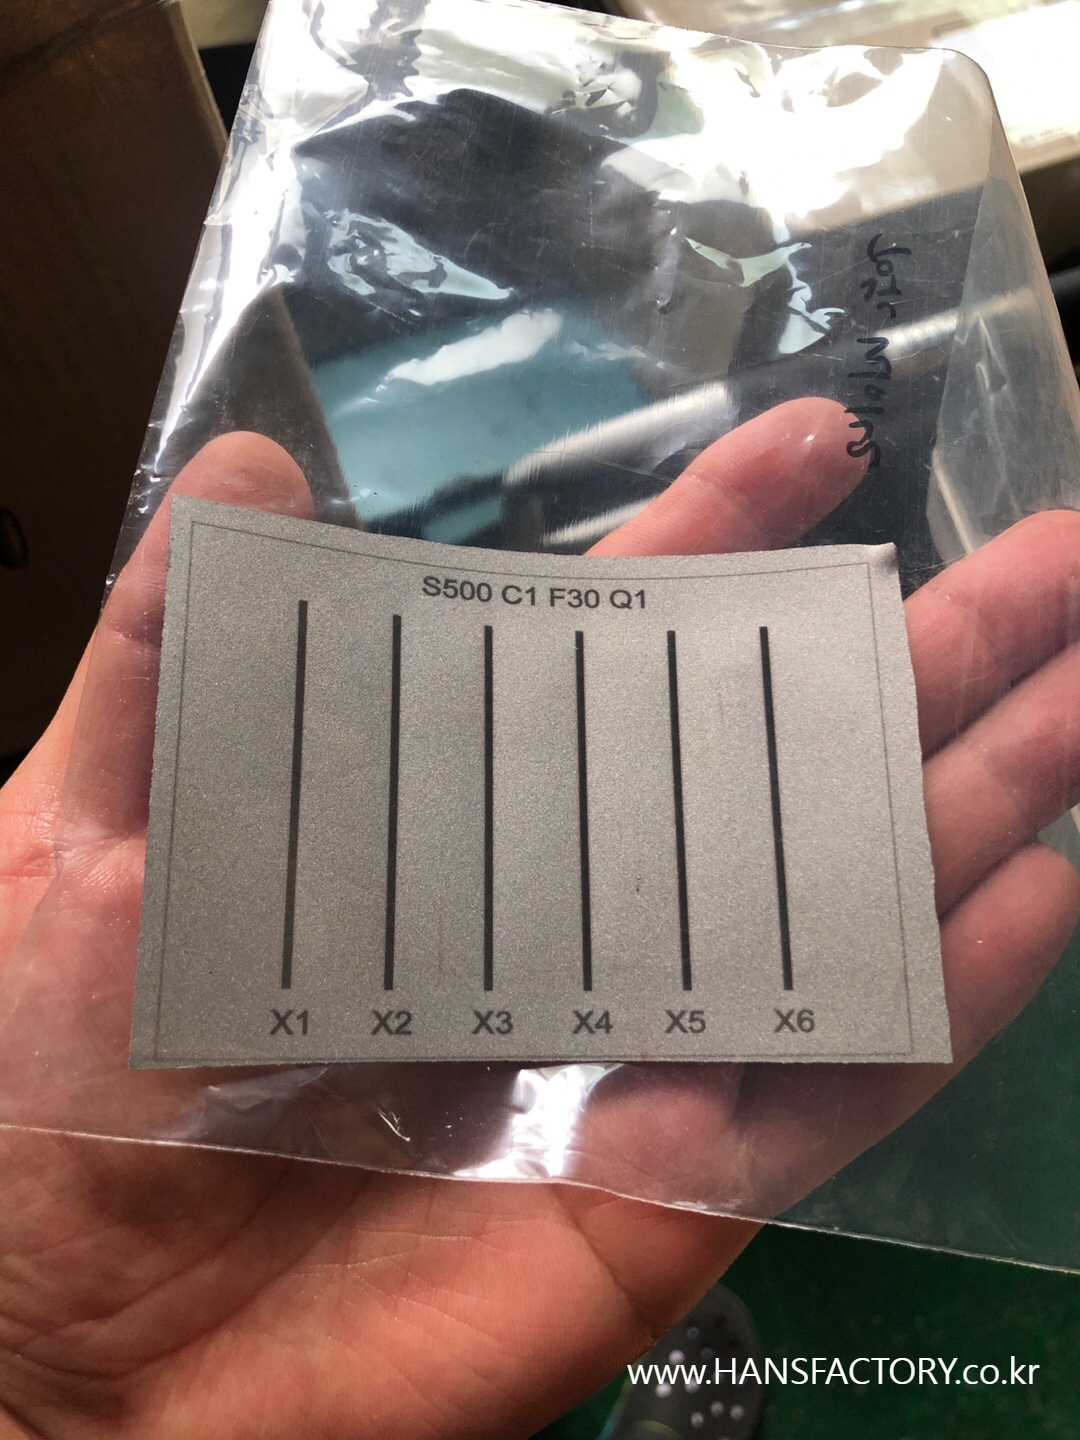 S500 C1 F30 Q1
X1 X2 X3 X4 X5 X6
www.HANSFACTORY.co.kr